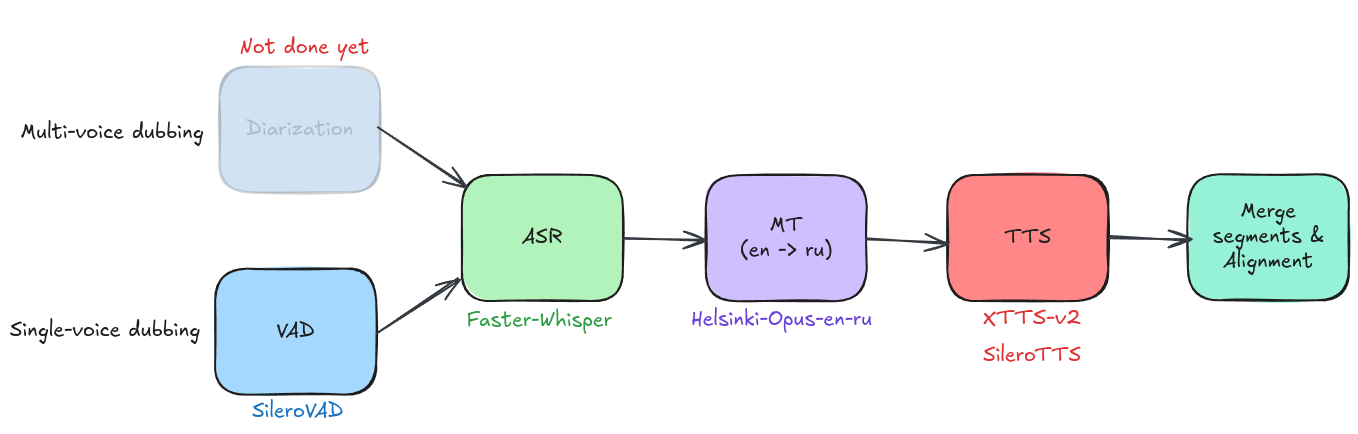 Not done yet
Multi-voice dubbing
Diarization
Single-voice dubbing
VAD
SileroVAD
ASR
Faster-Whisper
MT
(en -> ru)
Helsinki-Opus-en-ru
TTS
XTTS-v2
SileroTTS
Merge
segments &
Alignment